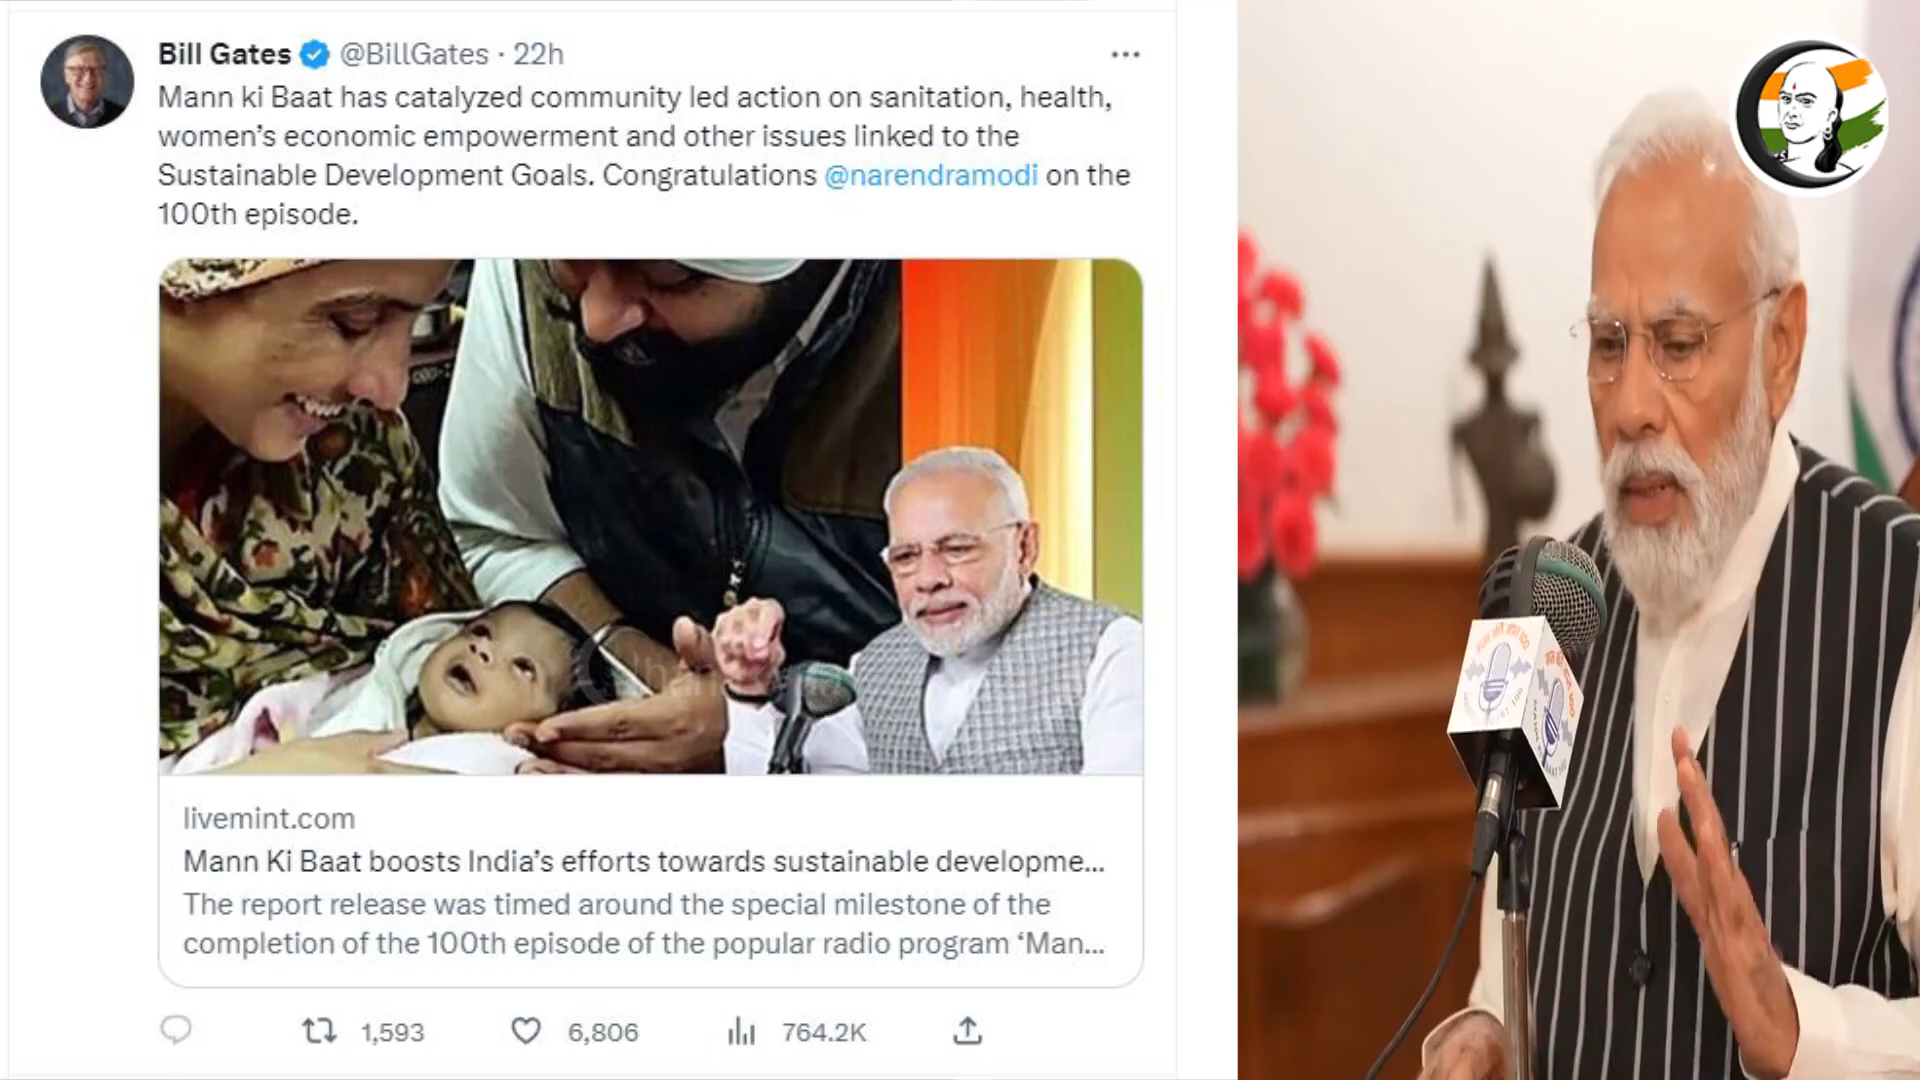 Bill Gates @BillGates · 22h
Mann ki Baat has catalyzed community led action on sanitation, health,
women's economic empowerment and other issues linked to the
Sustainable Development Goals. Congratulations @narendramodi on the
100th episode.
livemint.com
Mann Ki Baat boosts India's efforts towards sustainable developme...
The report release was timed around the special milestone of the
completion of the 100th episode of the popular radio program ‘Man...
1,593 6,806 764.2K